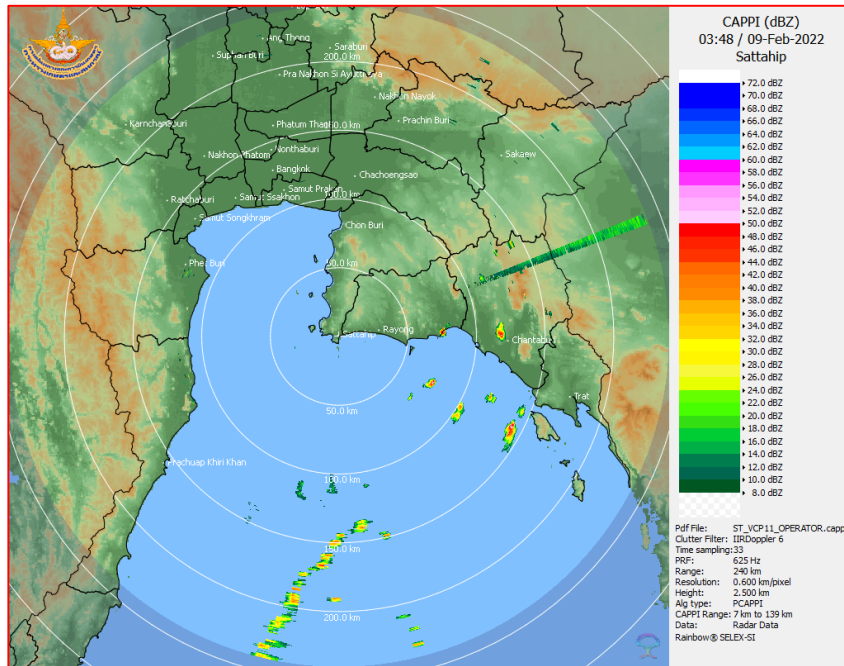 CAPPI (dBZ)
03:48 / 09-Feb-2022
Sattahip
72.0 dBZ
70.0 dBZ
68.0 dBZ
66.0 dBZ
64.0 dBZ
62.0 dBZ
60.0 dBZ
58.0 dBZ
56.0 dBZ
54.0 dBZ
52.0 dBZ
50.0 dBZ
48.0 dBZ
46.0 dBZ
44.0 dBZ
42.0 dBZ
40.0 dBZ
38.0 dBZ
36.0 dBZ
34.0 dBZ
32.0 dBZ
30.0 dBZ
28.0 dBZ
26.0 dBZ
24.0 dBZ
22.0 dBZ
20.0 dBZ
18.0 dBZ
16.0 dBZ
14.0 dBZ
12.0 dBZ
10.0 dBZ
8.0 dBZ
Pdf File: ST_VCP11_OPERATOR.capp
Clutter Filter: IIRDoppler 6
Time sampling:33
PRF: 625 Hz
Range: 240 km
Resolution: 0.600 km/pixel
Height: 2.500 km
Alg type: PCAPPI
CAPPI Range: 7 km to 139 km
Data: Radar Data
Rainbow® SELEX-SI
Ang Thong
Saraburi
Suphan Buri
200.0 km
Pra Nakhon Si Ayutthaya
Nakhon Nayok
Karnchanaburi
Phatum Thani
Prachin Buri
Nonthaburi
Nakhon Phatom
Sakaew
Bangkok
Chachoengsao
Samut Prakan
Ratchaburi
Samut Ssakhon
100.0 km
Samut Songkhram
Chon Buri
Phet Buri
50.0 km
Sattahip
Rayong
Chantaburi
Trat
50.0 km
Prachuap Khiri Khan
100.0 km
150.0 km
200.0 km